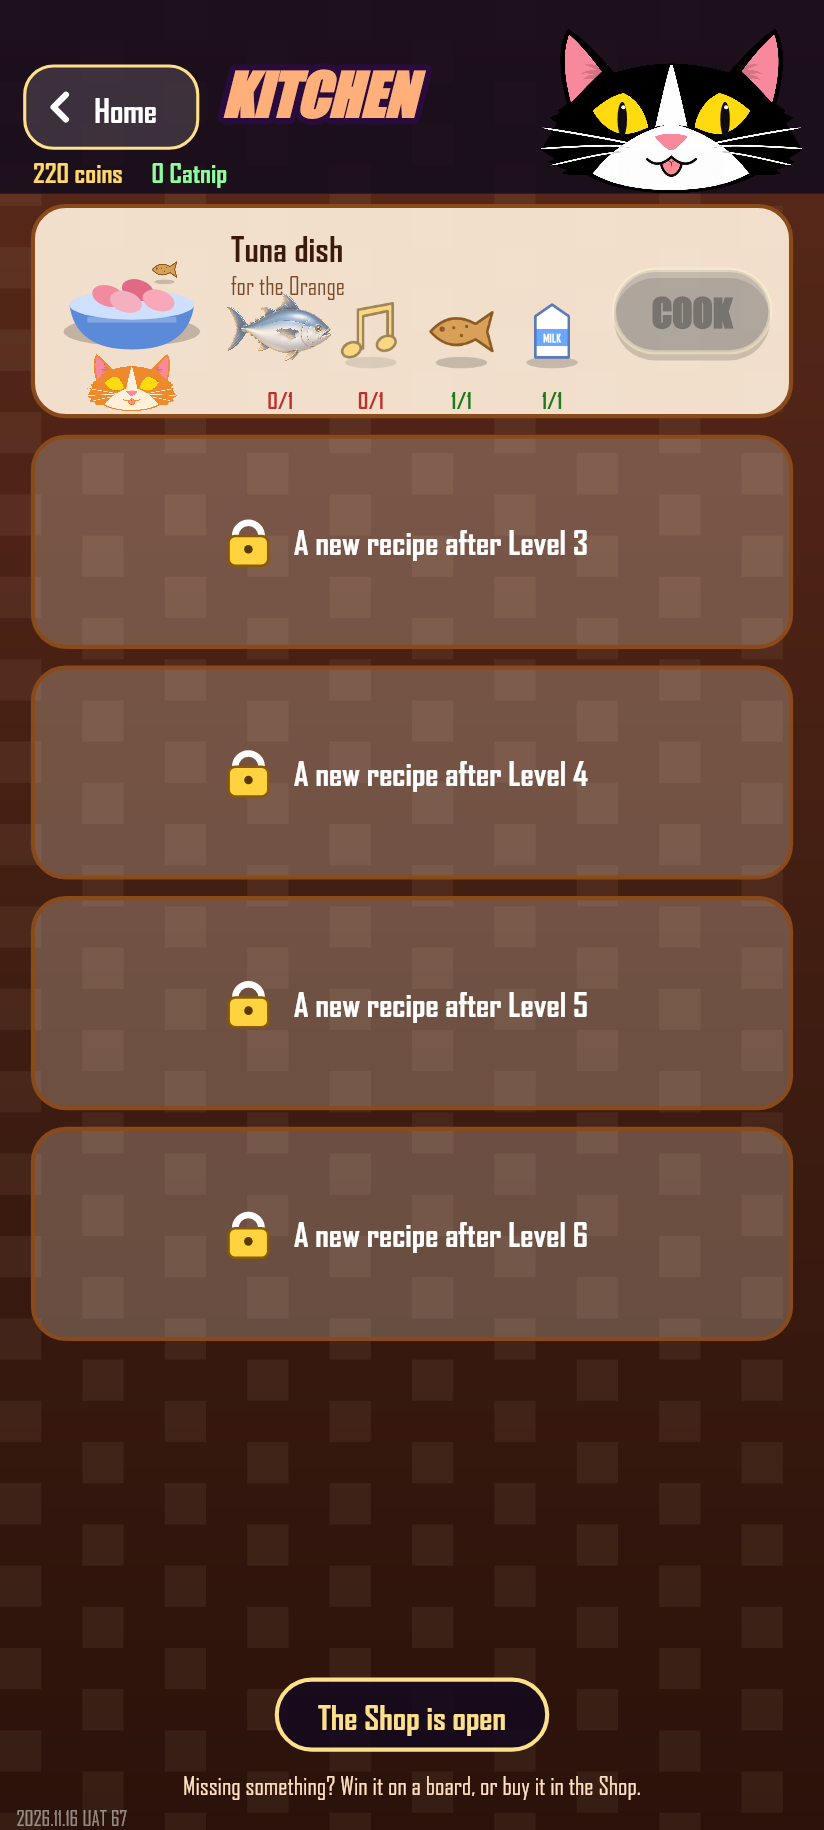 Home
KITCHEN
220 coins 0 Catnip
Tuna dish
for the Orange
MILK
COOK
0/1 0/1 1/1 1/1
A new recipe after Level 3
A new recipe after Level 4
A new recipe after Level 5
A new recipe after Level 6
The Shop is open
Missing something? Win it on a board, or buy it in the Shop.
2026.11.16 UAT 67